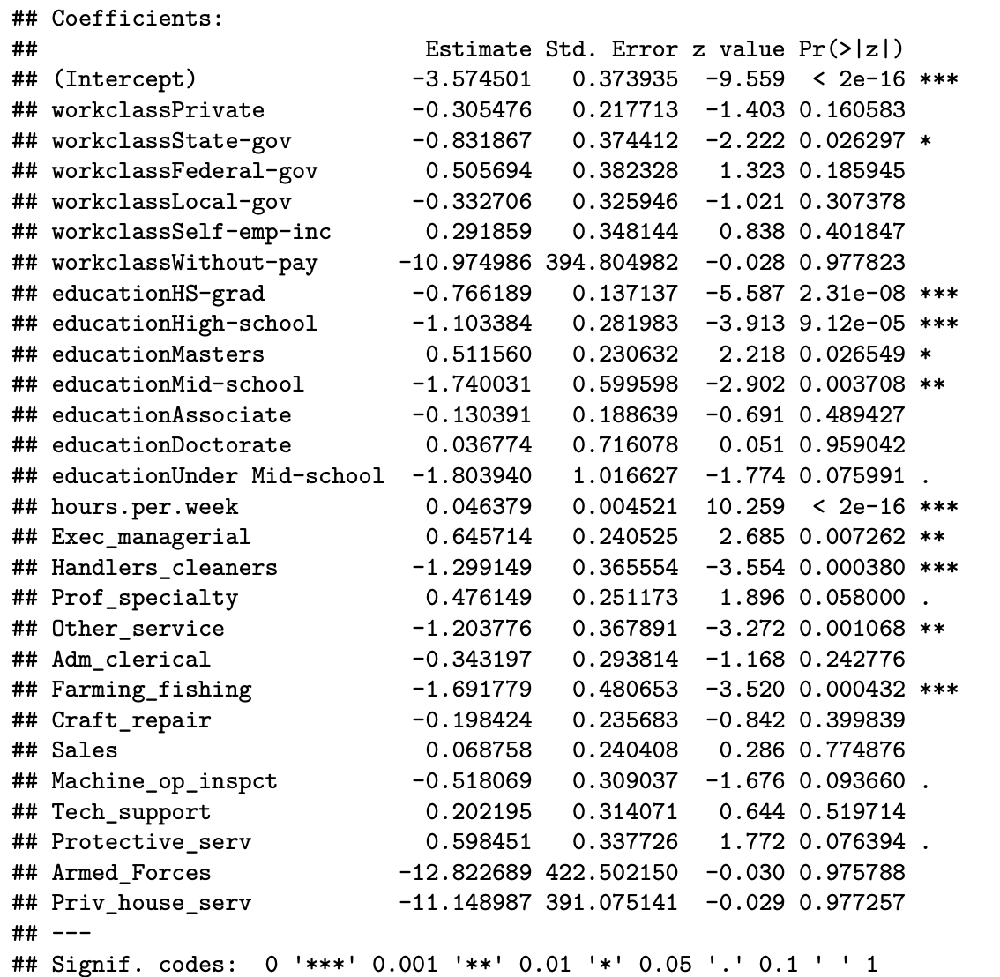 ## Coefficients:
##                             Estimate Std. Error z value Pr(>|z|)
## (Intercept)                -3.574501   0.373935  -9.559  < 2e-16 ***
## workclassPrivate           -0.305476   0.217713  -1.403 0.160583
## workclassState-gov         -0.831867   0.374412  -2.222 0.026297 *
## workclassFederal-gov        0.505694   0.382328   1.323 0.185945
## workclassLocal-gov         -0.332706   0.325946  -1.021 0.307378
## workclassSelf-emp-inc       0.291859   0.348144   0.838 0.401847
## workclassWithout-pay      -10.974986 394.804982  -0.028 0.977823
## educationHS-grad           -0.766189   0.137137  -5.587 2.31e-08 ***
## educationHigh-school       -1.103384   0.281983  -3.913 9.12e-05 ***
## educationMasters            0.511560   0.230632   2.218 0.026549 *
## educationMid-school        -1.740031   0.599598  -2.902 0.003708 **
## educationAssociate         -0.130391   0.188639  -0.691 0.489427
## educationDoctorate          0.036774   0.716078   0.051 0.959042
## educationUnder Mid-school  -1.803940   1.016627  -1.774 0.075991 .
## hours.per.week              0.046379   0.004521  10.259  < 2e-16 ***
## Exec_managerial             0.645714   0.240525   2.685 0.007262 **
## Handlers_cleaners          -1.299149   0.365554  -3.554 0.000380 ***
## Prof_specialty              0.476149   0.251173   1.896 0.058000 .
## Other_service              -1.203776   0.367891  -3.272 0.001068 **
## Adm_clerical               -0.343197   0.293814  -1.168 0.242776
## Farming_fishing            -1.691779   0.480653  -3.520 0.000432 ***
## Craft_repair               -0.198424   0.235683  -0.842 0.399839
## Sales                       0.068758   0.240408   0.286 0.774876
## Machine_op_inspct          -0.518069   0.309037  -1.676 0.093660 .
## Tech_support                0.202195   0.314071   0.644 0.519714
## Protective_serv             0.598451   0.337726   1.772 0.076394 .
## Armed_Forces              -12.822689 422.502150  -0.030 0.975788
## Priv_house_serv           -11.148987 391.075141  -0.029 0.977257
## ---
## Signif. codes:  0 '***' 0.001 '**' 0.01 '*' 0.05 '.' 0.1 ' ' 1